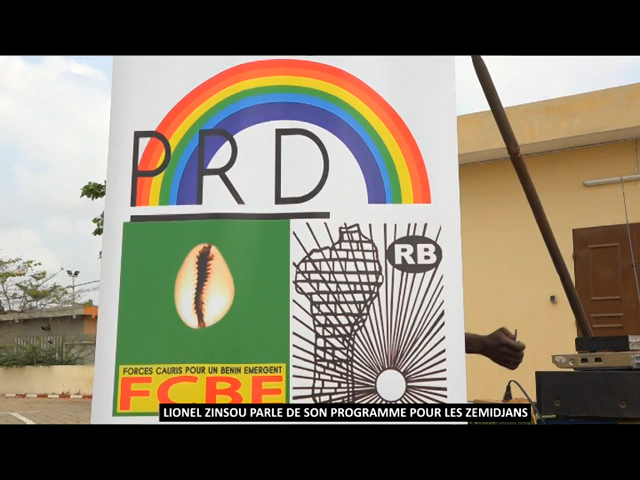 PRD
RB
FORCES CAURIS POUR UN BENIN EMERGENT
FCBE
LIONEL ZINSOU PARLE DE SON PROGRAMME POUR LES ZEMIDJANS